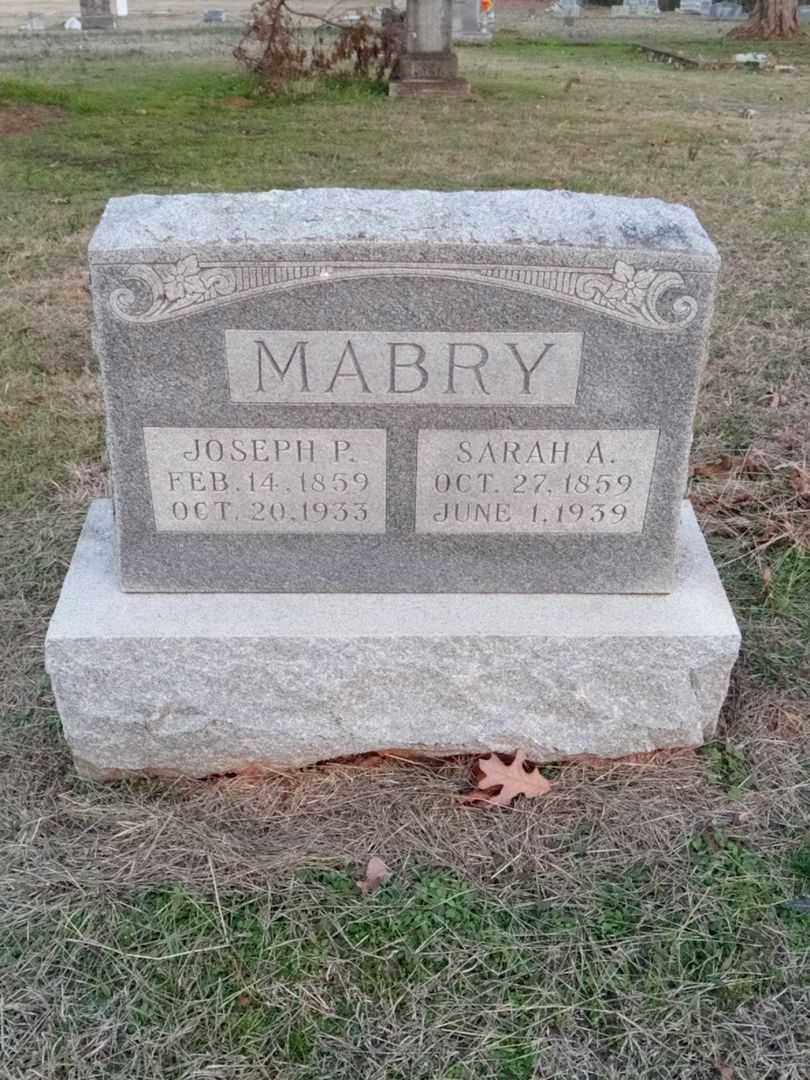 MABRY
JOSEPH P.
FEB. 14, 1859
OCT. 20, 1933
SARAH A.
OCT. 27, 1859
JUNE 1, 1939